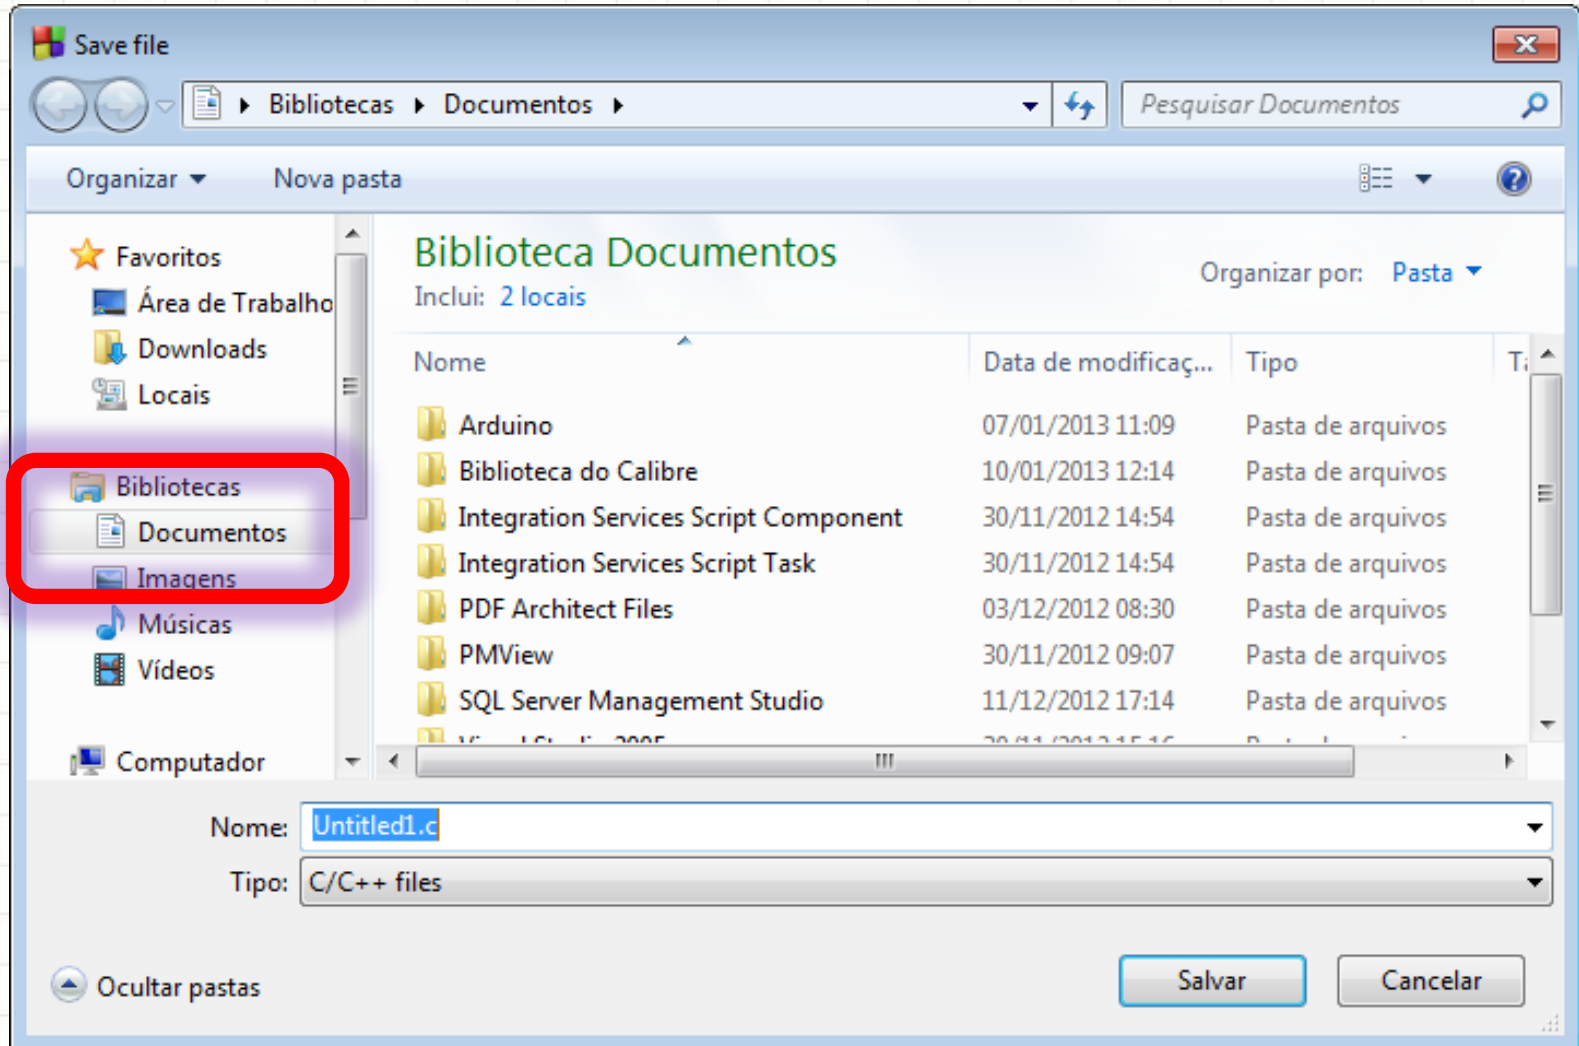 Save file
Bibliotecas Documentos
Pesquisar Documentos
Organizar Nova pasta
Favoritos
Área de Trabalho
Downloads
Locais
Bibliotecas
Documentos
Imagens
Músicas
Vídeos
Computador
Biblioteca Documentos
Inclui: 2 locais
Organizar por: Pasta
Nome Data de modificaç... Tipo
Arduino 07/01/2013 11:09 Pasta de arquivos
Biblioteca do Calibre 10/01/2013 12:14 Pasta de arquivos
Integration Services Script Component 30/11/2012 14:54 Pasta de arquivos
Integration Services Script Task 30/11/2012 14:54 Pasta de arquivos
PDF Architect Files 03/12/2012 08:30 Pasta de arquivos
PMView 30/11/2012 09:07 Pasta de arquivos
SQL Server Management Studio 11/12/2012 17:14 Pasta de arquivos
Nome: Untitled1.c
Tipo: C/C++ files
Ocultar pastas
Salvar Cancelar